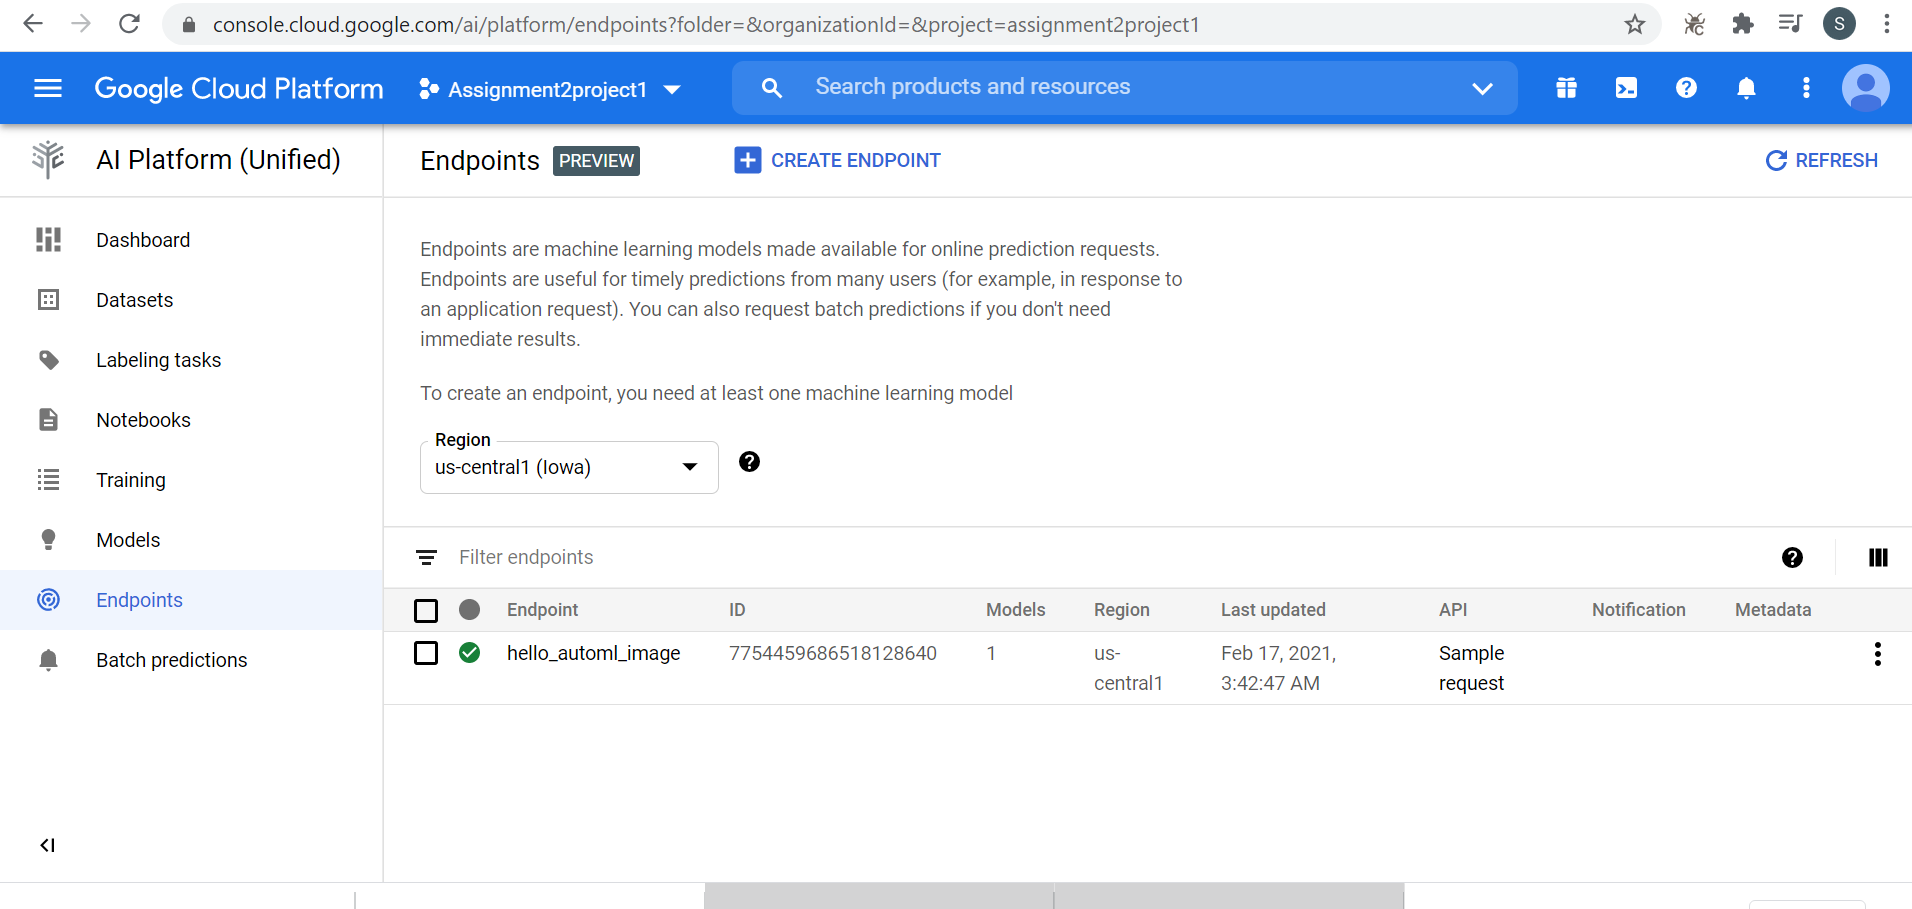 console.cloud.google.com/ai/platform/endpoints?folder=&organizationId=&project=assignment2project1
S
Google Cloud Platform
Assignment2project1
Search products and resources
AI Platform (Unified)
Endpoints PREVIEW
CREATE ENDPOINT
REFRESH
Dashboard
Datasets
Labeling tasks
Notebooks
Training
Models
Endpoints
Batch predictions
Endpoints are machine learning models made available for online prediction requests.
Endpoints are useful for timely predictions from many users (for example, in response to
an application request). You can also request batch predictions if you don't need
immediate results.
To create an endpoint, you need at least one machine learning model
Region
us-central1 (Iowa)
Filter endpoints
Endpoint ID Models Region Last updated API Notification Metadata
hello_automl_image 7754459686518128640 1 us- Feb 17, 2021, Sample
central1 3:42:47 AM request